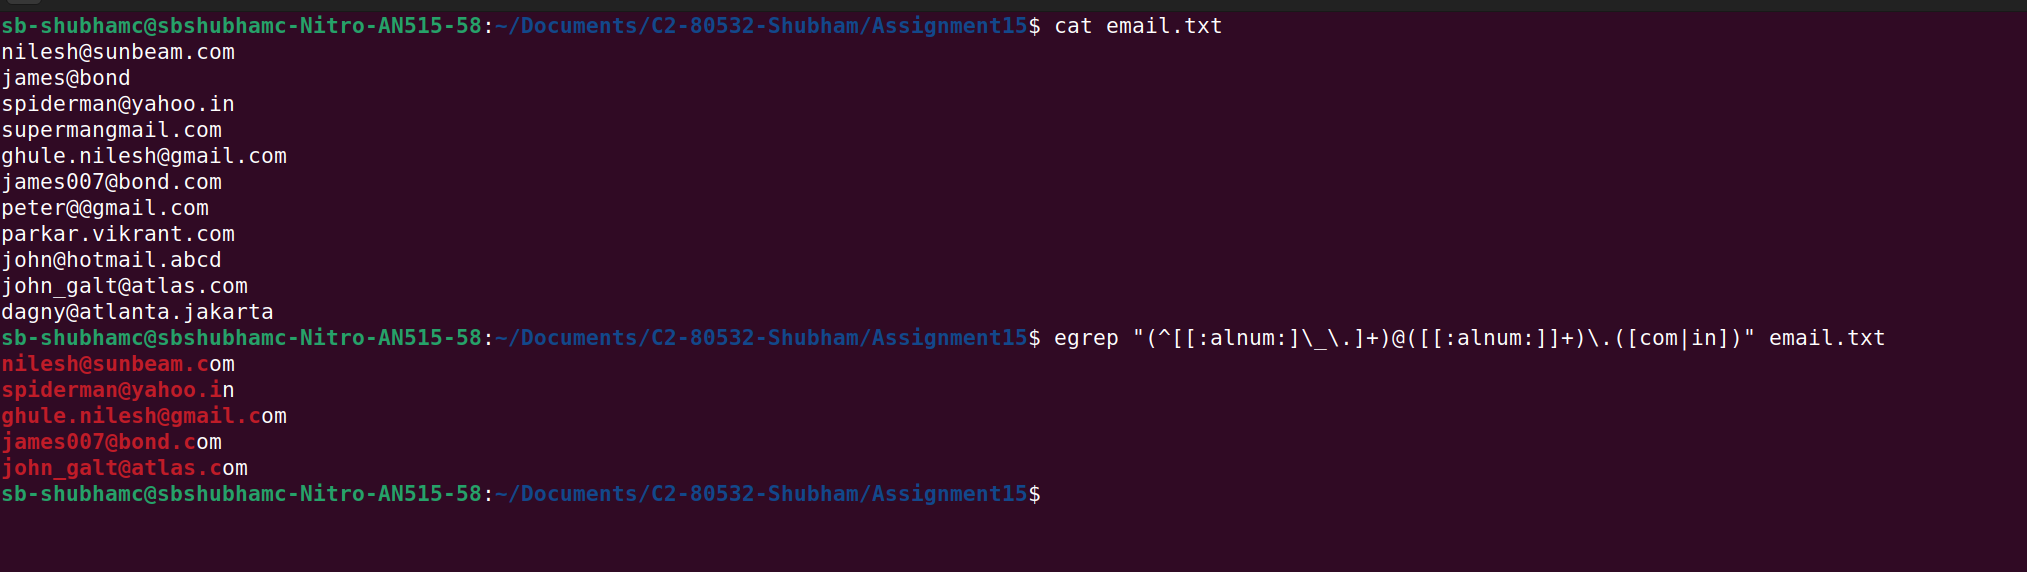 sb-shubhamc@sbshubhamc-Nitro-AN515-58:~/Documents/C2-80532-Shubham/Assignment15$ cat email.txt
nilesh@sunbeam.com
james@bond
spiderman@yahoo.in
supermangmail.com
ghule.nilesh@gmail.com
james007@bond.com
peter@@gmail.com
parkar.vikrant.com
john@hotmail.abcd
john_galt@atlas.com
dagny@atlanta.jakarta
sb-shubhamc@sbshubhamc-Nitro-AN515-58:~/Documents/C2-80532-Shubham/Assignment15$ egrep "(^[[:alnum:]\_\.]+)@([[:alnum:]]+)\.([com|in])" email.txt
nilesh@sunbeam.com
spiderman@yahoo.in
ghule.nilesh@gmail.com
james007@bond.com
john_galt@atlas.com
sb-shubhamc@sbshubhamc-Nitro-AN515-58:~/Documents/C2-80532-Shubham/Assignment15$